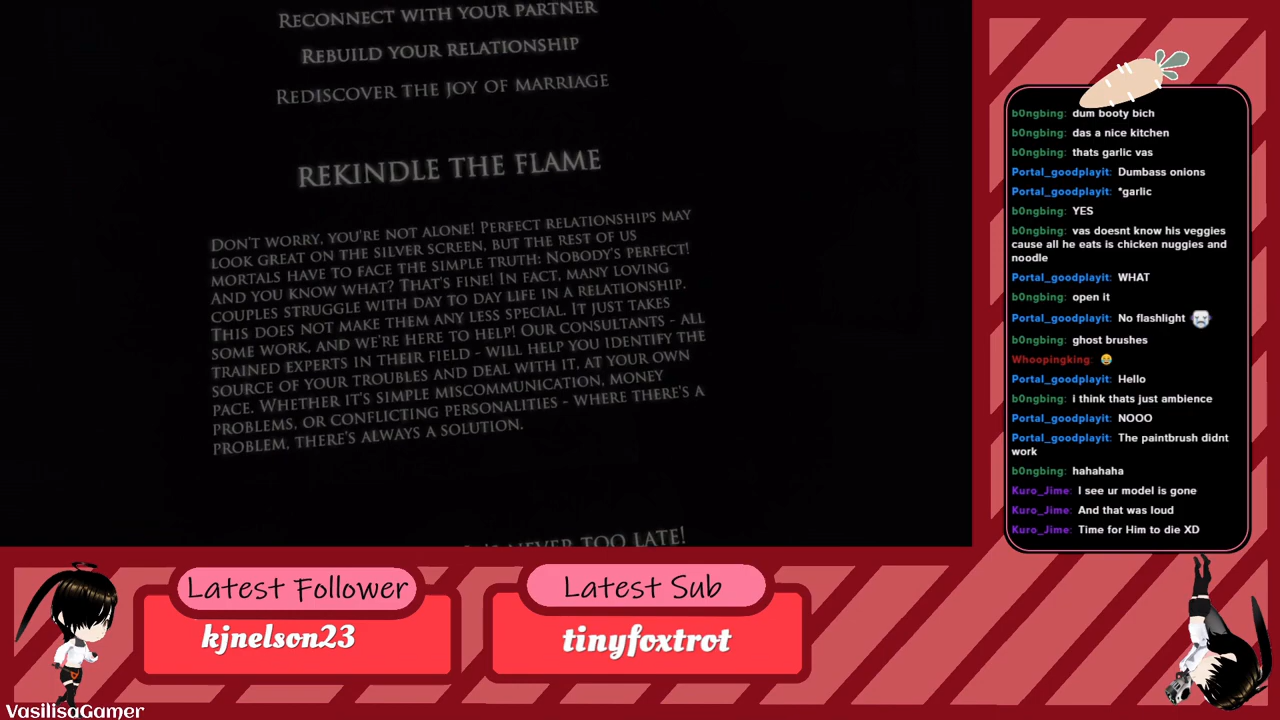 RECONNECT WITH YOUR PARTNER
REBUILD YOUR RELATIONSHIP
REDISCOVER THE JOY OF MARRIAGE
REKINDLE THE FLAME
DON'T WORRY, YOU'RE NOT ALONE! PERFECT RELATIONSHIPS MAY
LOOK GREAT ON THE SILVER SCREEN, BUT THE REST OF US
MORTALS HAVE TO FACE THE SIMPLE TRUTH: NOBODY'S PERFECT!
AND YOU KNOW WHAT? THAT'S FINE! IN FACT, MANY LOVING
COUPLES STRUGGLE WITH DAY TO DAY LIFE IN A RELATIONSHIP.
THIS DOES NOT MAKE THEM ANY LESS SPECIAL. IT JUST TAKES
SOME WORK, AND WE'RE HERE TO HELP! OUR CONSULTANTS - ALL
TRAINED EXPERTS IN THEIR FIELD - WILL HELP YOU IDENTIFY THE
SOURCE OF YOUR TROUBLES AND DEAL WITH IT, AT YOUR OWN
PACE. WHETHER IT'S SIMPLE MISCOMMUNICATION, MONEY
PROBLEMS, OR CONFLICTING PERSONALITIES - WHERE THERE'S A
PROBLEM, THERE'S ALWAYS A SOLUTION.
NEVER TOO LATE!
b0ngbing: dum booty bich
b0ngbing: das a nice kitchen
b0ngbing: thats garlic vas
Portal_goodplayit: Dumbass onions
Portal_goodplayit: *garlic
b0ngbing: YES
b0ngbing: vas doesnt know his veggies
cause all he eats is chicken nuggies and
noodle
Portal_goodplayit: WHAT
b0ngbing: open it
Portal_goodplayit: No flashlight
b0ngbing: ghost brushes
Whoopingking:
Portal_goodplayit: Hello
b0ngbing: i think thats just ambience
Portal_goodplayit: NOOO
Portal_goodplayit: The paintbrush didnt
work
b0ngbing: hahahaha
Kuro_Jime: I see ur model is gone
Kuro_Jime: And that was loud
Kuro_Jime: Time for Him to die XD
Latest Follower
kjnelson23
Latest Sub
tinyfoxtrot
VasilisaGamer